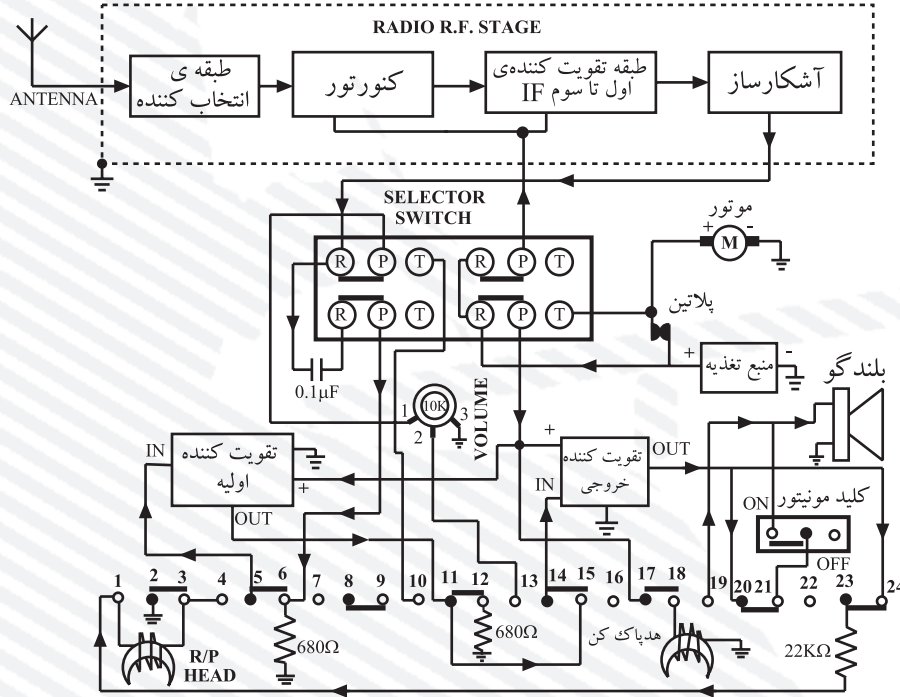 RADIO R.F. STAGE
ANTENNA
طبقه ی
انتخاب کننده
کنورتور
طبقه تقویت کننده‌ی
اول تا سوم IF
آشکارساز
SELECTOR
SWITCH
R P T
R P T
R P T
R P T
0.1µF
موتور
+ -
M
پلاتین
+ -
منبع تغذیه
بلندگو
10K
1
2
3
VOLUME
IN
تقویت کننده
اولیه
+
OUT
+
تقویت کننده
خروجی
IN
OUT
کلید مونیتور
ON
OFF
1 2 3 4 5 6 7 8 9 10 11 12 13 14 15 16 17 18 19 20 21 22 23 24
R/P
HEAD
680Ω
680Ω
هدپاک کن
22KΩ